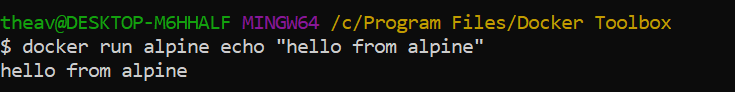 theav@DESKTOP-M6HHALF MINGW64 /c/Program Files/Docker Toolbox
$ docker run alpine echo "hello from alpine"
hello from alpine